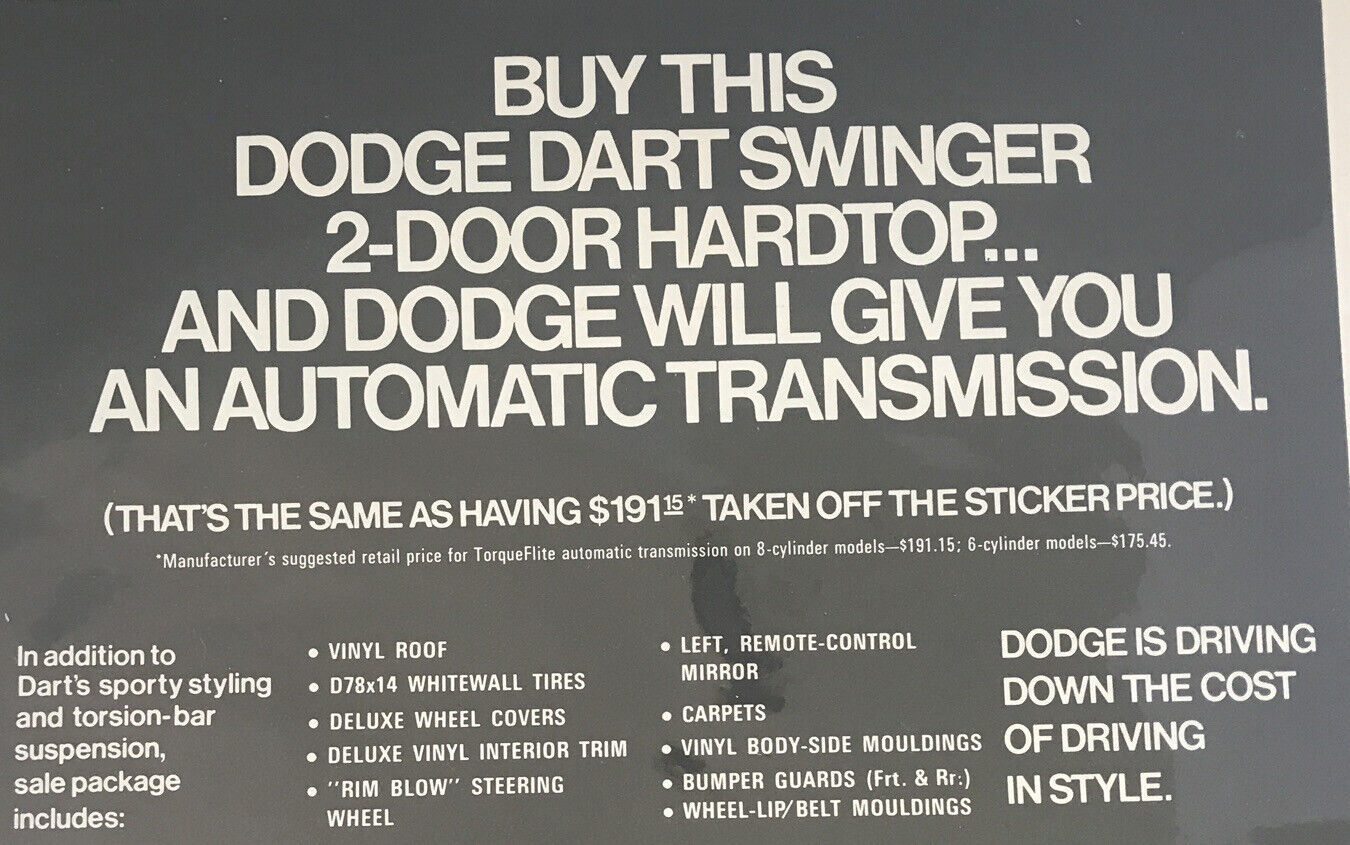 BUY THIS
DODGE DART SWINGER
2-DOOR HARDTOP...
AND DODGE WILL GIVE YOU
AN AUTOMATIC TRANSMISSION.
(THAT'S THE SAME AS HAVING $191 15* TAKEN OFF THE STICKER PRICE.)
*Manufacturer's suggested retail price for TorqueFlite automatic transmission on 8-cylinder models—$191.15; 6-cylinder models—$175.45.
In addition to
Dart's sporty styling
and torsion-bar
suspension,
sale package
includes:
• VINYL ROOF
• D78x14 WHITEWALL TIRES
• DELUXE WHEEL COVERS
• DELUXE VINYL INTERIOR TRIM
• "RIM BLOW" STEERING
WHEEL
• LEFT, REMOTE-CONTROL
MIRROR
• CARPETS
• VINYL BODY-SIDE MOULDINGS
• BUMPER GUARDS (Frt. & Rr.)
• WHEEL-LIP/BELT MOULDINGS
DODGE IS DRIVING
DOWN THE COST
OF DRIVING
IN STYLE.